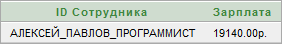 ID Сотрудника Зарплата
АЛЕКСЕЙ_ПАВЛОВ_ПРОГРАММИСТ 19140.00р.